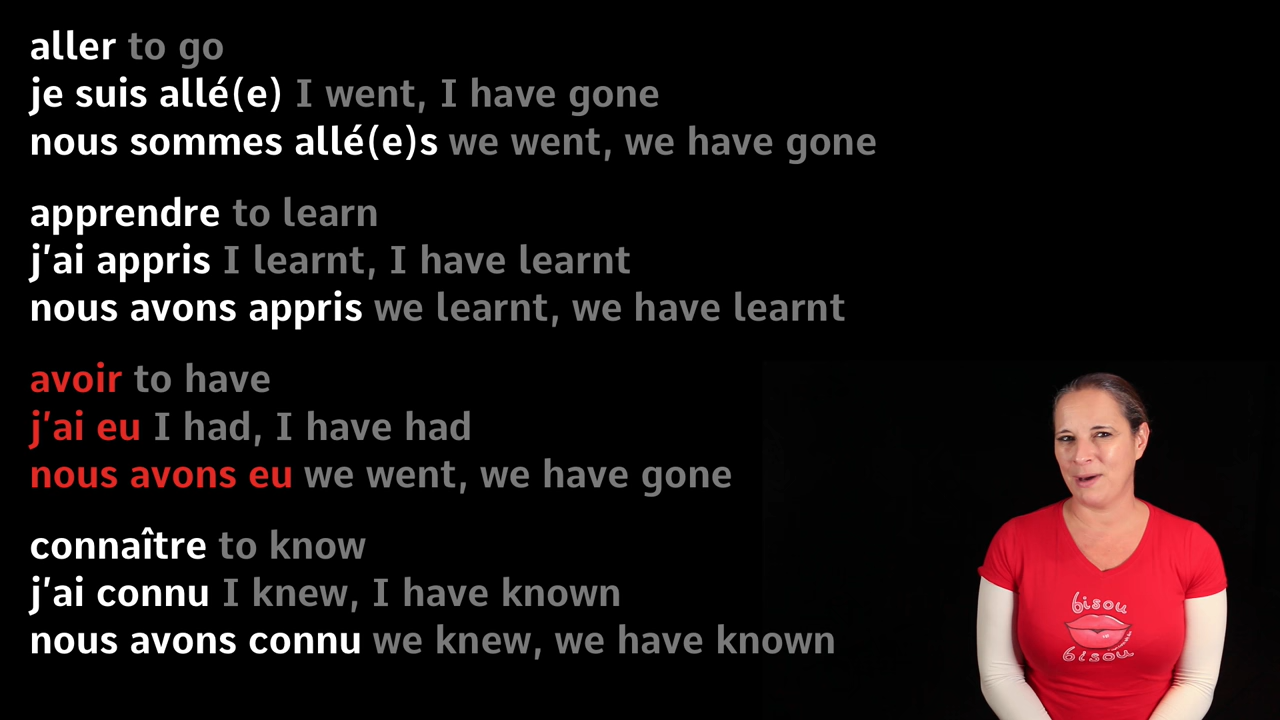 aller to go
je suis allé(e) I went, I have gone
nous sommes allé(e)s we went, we have gone
apprendre to learn
j'ai appris I learnt, I have learnt
nous avons appris we learnt, we have learnt
avoir to have
j'ai eu I had, I have had
nous avons eu we went, we have gone
connaître to know
j'ai connu I knew, I have known
nous avons connu we knew, we have known
bisou
bisou